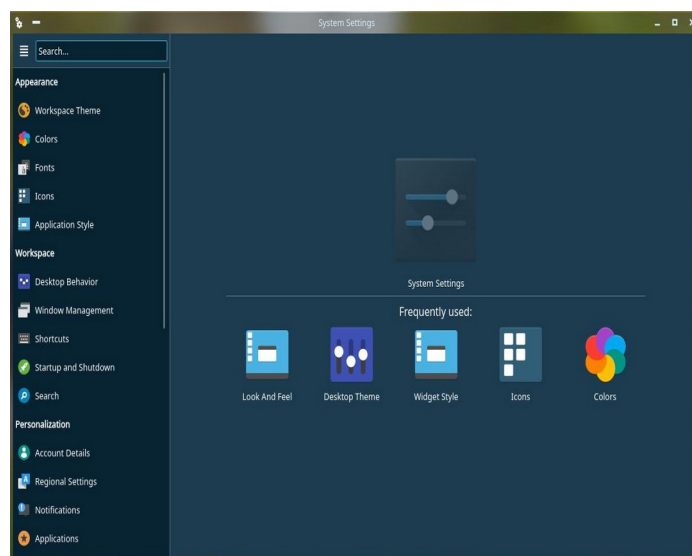 System Settings
Search...
Appearance
Workspace Theme
Colors
Fonts
Icons
Application Style
Workspace
Desktop Behavior
Window Management
Shortcuts
Startup and Shutdown
Search
Personalization
Account Details
Regional Settings
Notifications
Applications
System Settings
Frequently used:
Look And Feel
Desktop Theme
Widget Style
Icons
Colors